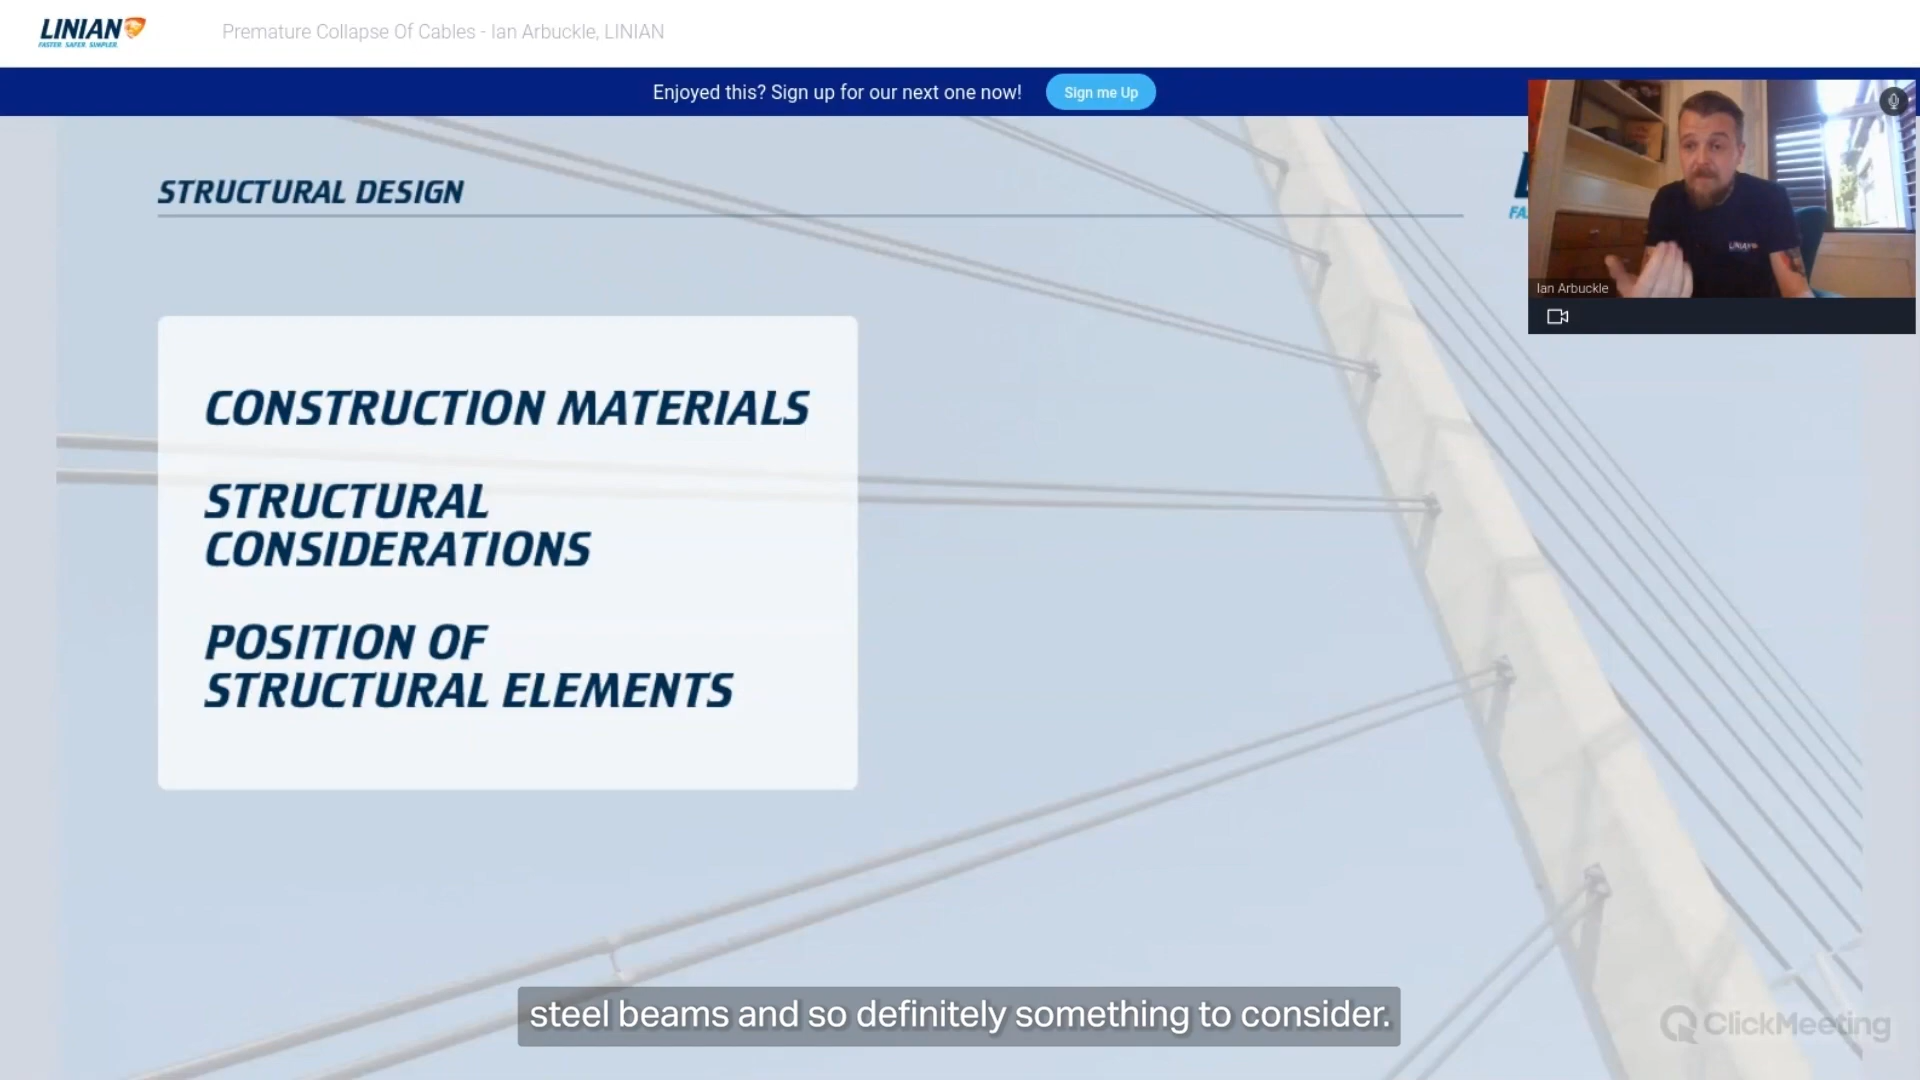 LINIAN
FASTER. SAFER. SIMPLER.
Premature Collapse Of Cables - Ian Arbuckle, LINIAN
Enjoyed this? Sign up for our next one now!
Sign me Up
STRUCTURAL DESIGN
FA
LINIAN
Ian Arbuckle
CONSTRUCTION MATERIALS
STRUCTURAL
CONSIDERATIONS
POSITION OF
STRUCTURAL ELEMENTS
steel beams and so definitely something to consider.
ClickMeeting